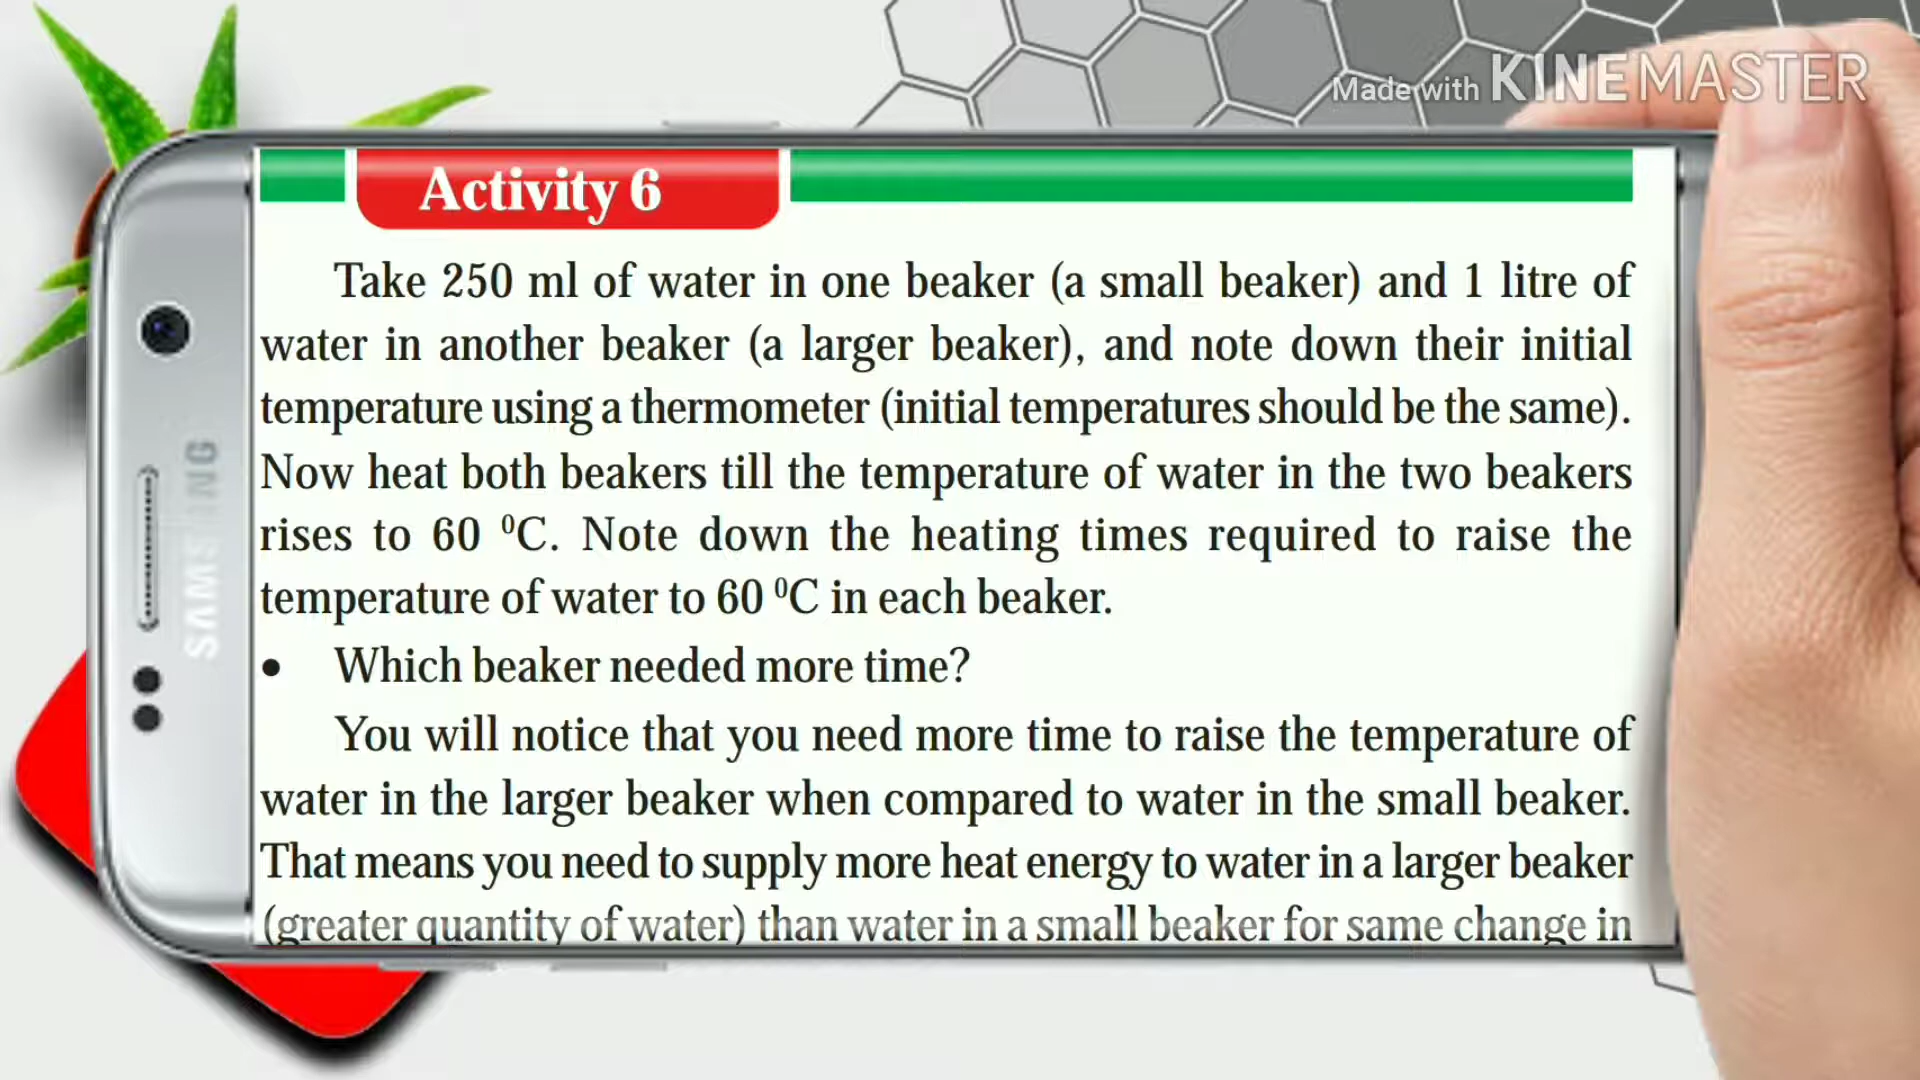 Made with KINEMASTER
Activity 6
Take 250 ml of water in one beaker (a small beaker) and 1 litre of
water in another beaker (a larger beaker), and note down their initial
temperature using a thermometer (initial temperatures should be the same).
Now heat both beakers till the temperature of water in the two beakers
rises to 60 ⁰C. Note down the heating times required to raise the
temperature of water to 60 ⁰C in each beaker.
• Which beaker needed more time?
You will notice that you need more time to raise the temperature of
water in the larger beaker when compared to water in the small beaker.
That means you need to supply more heat energy to water in a larger beaker
(greater quantity of water) than water in a small beaker for same change in
SAMSUNG